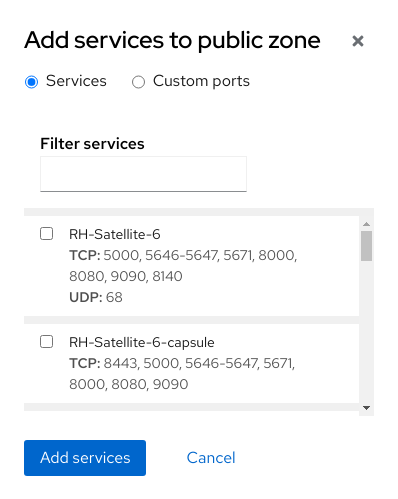 Add services to public zone
Services Custom ports
Filter services
RH-Satellite-6
TCP: 5000, 5646-5647, 5671, 8000,
8080, 9090, 8140
UDP: 68
RH-Satellite-6-capsule
TCP: 8443, 5000, 5646-5647, 5671,
8000, 8080, 9090
Add services Cancel